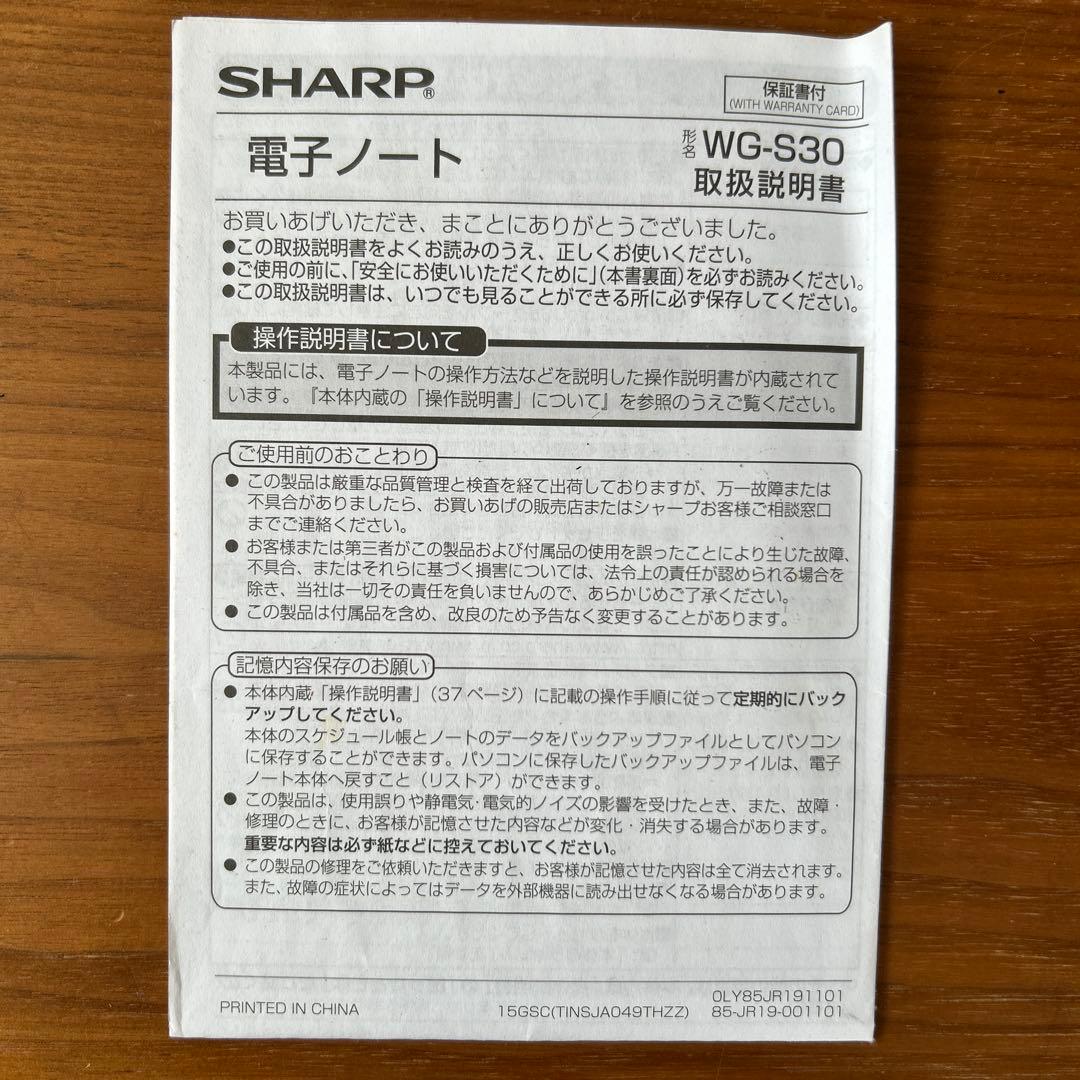 SHARP®
保証書付
(WITH WARRANTY CARD)
電子ノート
形名 WG-S30
取扱説明書
お買いあげいただき、まことにありがとうございました。
●この取扱説明書をよくお読みのうえ、正しくお使いください。
●ご使用の前に、「安全にお使いいただくために」(本書裏面)を必ずお読みください。
●この取扱説明書は、いつでも見ることができる所に必ず保存してください。
操作説明書について
本製品には、電子ノートの操作方法などを説明した操作説明書が内蔵されて
います。『本体内蔵の「操作説明書」について』を参照のうえご覧ください。
ご使用前のおことわり
● この製品は厳重な品質管理と検査を経て出荷しておりますが、万一故障または
不具合がありましたら、お買いあげの販売店またはシャープお客様ご相談窓口
までご連絡ください。
● お客様または第三者がこの製品および付属品の使用を誤ったことにより生じた故障、
不具合、またはそれらに基づく損害については、法令上の責任が認められる場合を
除き、当社は一切その責任を負いませんので、あらかじめご了承ください。
● この製品は付属品を含め、改良のため予告なく変更することがあります。
記憶内容保存のお願い
● 本体内蔵「操作説明書」(37 ページ)に記載の操作手順に従って定期的にバック
アップしてください。
本体のスケジュール帳とノートのデータをバックアップファイルとしてパソコン
に保存することができます。パソコンに保存したバックアップファイルは、電子
ノート本体へ戻すこと(リストア)ができます。
● この製品は、使用誤りや静電気・電気的ノイズの影響を受けたとき、また、故障・
修理のときに、お客様が記憶させた内容などが変化・消失する場合があります。
重要な内容は必ず紙などに控えておいてください。
● この製品の修理をご依頼いただきますと、お客様が記憶させた内容は全て消去されます。
また、故障の症状によってはデータを外部機器に読み出せなくなる場合があります。
PRINTED IN CHINA
15GSC(TINSJA049THZZ)
0LY85JR191101
85-JR19-001101